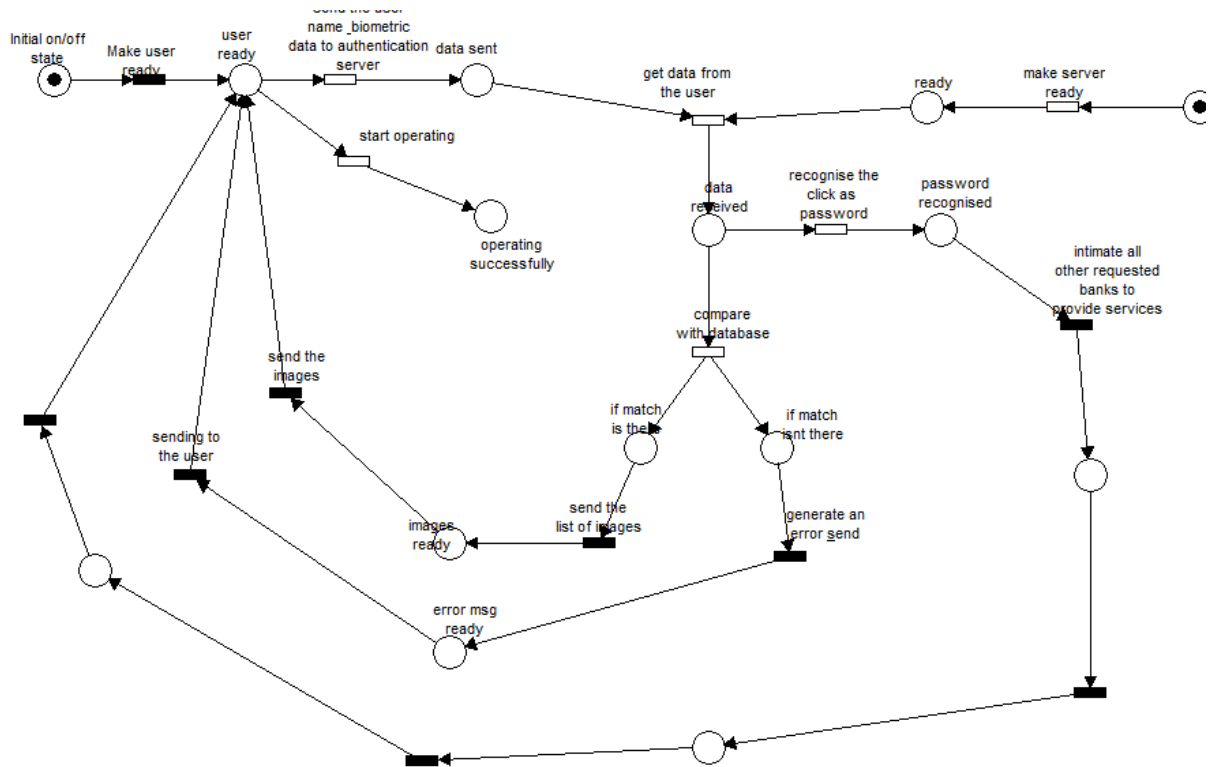 Initial on/off
state
Make user
ready
user
ready
send the user
name_biometric
data to authentication
server
data sent
get data from
the user
ready
make server
ready
start operating
operating
successfully
data
received
recognise the
click as
password
password
recognised
intimate all
other requested
banks to
provide services
compare
with database
send the
images
if match
is there
if match
isnt there
sending to
the user
send the
list of images
images
ready
generate an
error send
error msg
ready